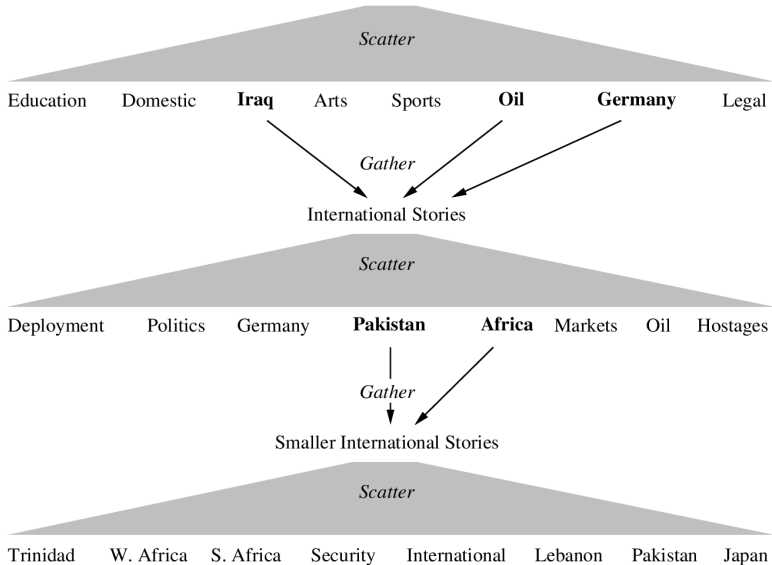 Scatter
Education Domestic Iraq Arts Sports Oil Germany Legal
Gather
International Stories
Scatter
Deployment Politics Germany Pakistan Africa Markets Oil Hostages
Gather
Smaller International Stories
Scatter
Trinidad W. Africa S. Africa Security International Lebanon Pakistan Japan